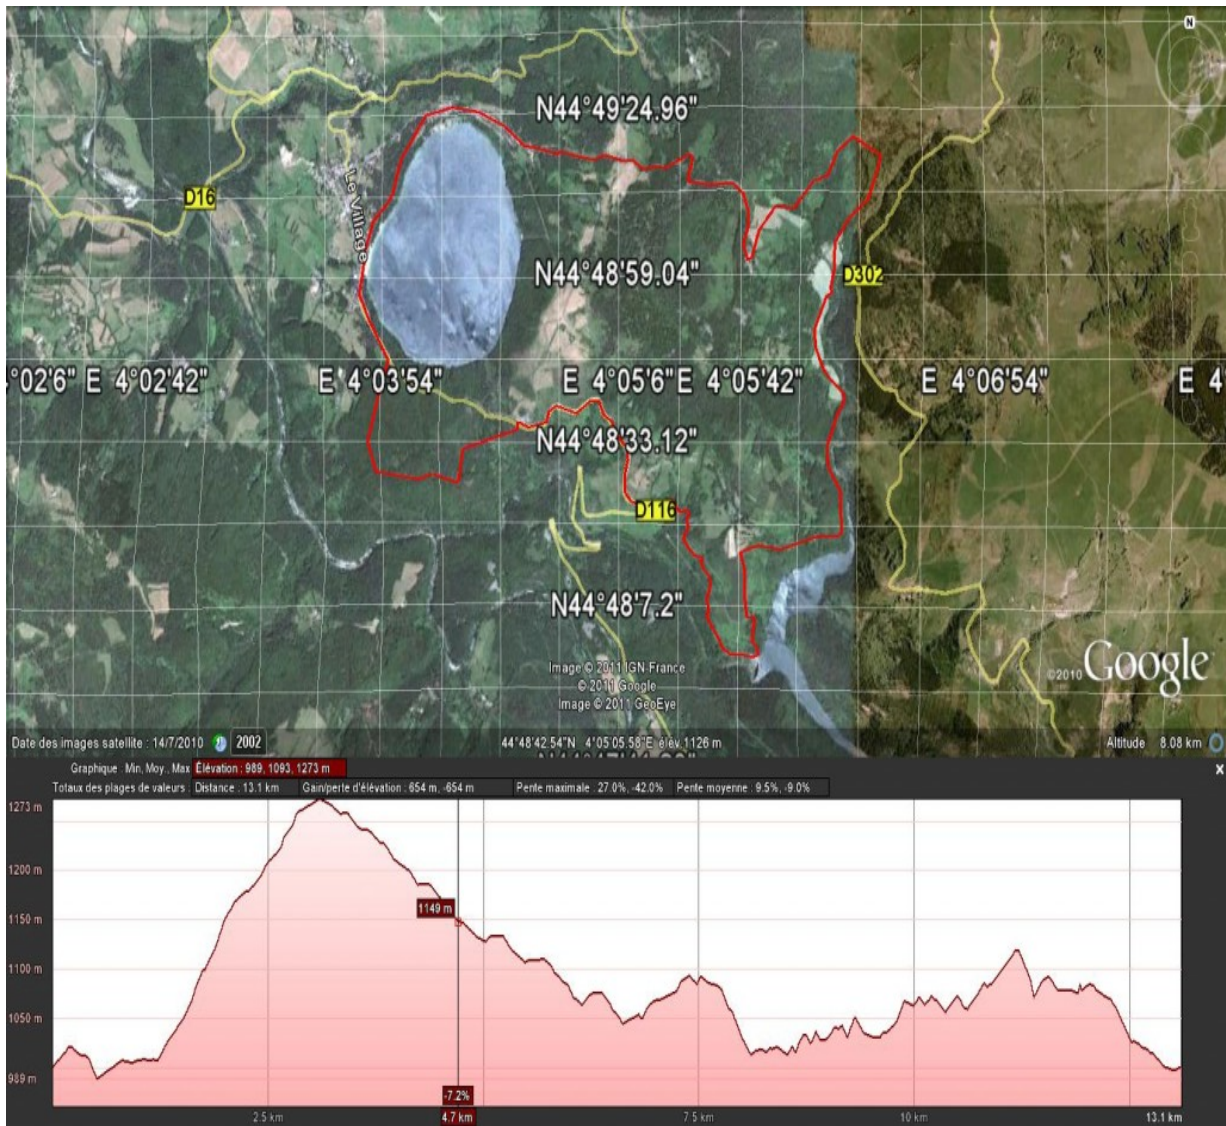 N
N44°49'24.96"
D16
Le Village
N44°48'59.04"
D302
°02'6" E 4°02'42" E 4°03'54" E 4°05'6" E 4°05'42" E 4°06'54" E 4
N44°48'33.12"
D116
N44°48'7.2"
Image © 2011 IGN-France
© 2011 Google
Image © 2011 GeoEye
©2010 Google
Date des images satellite : 14/7/2010 2002 44°48'42.54"N 4°05'05.58"E élév. 1126 m Altitude 8.08 km
Graphique : Min, Moy., Max Élévation : 989, 1093, 1273 m x
Totaux des plages de valeurs : Distance : 13.1 km Gain/perte d'élévation : 654 m, -654 m Pente maximale : 27.0%, -42.0% Pente moyenne : 9.5%, -9.0%
1273 m
1200 m
1149 m
1150 m
1100 m
1050 m
989 m
-7.2%
2.5 km 4.7 km 7.5 km 10 km 13.1 km